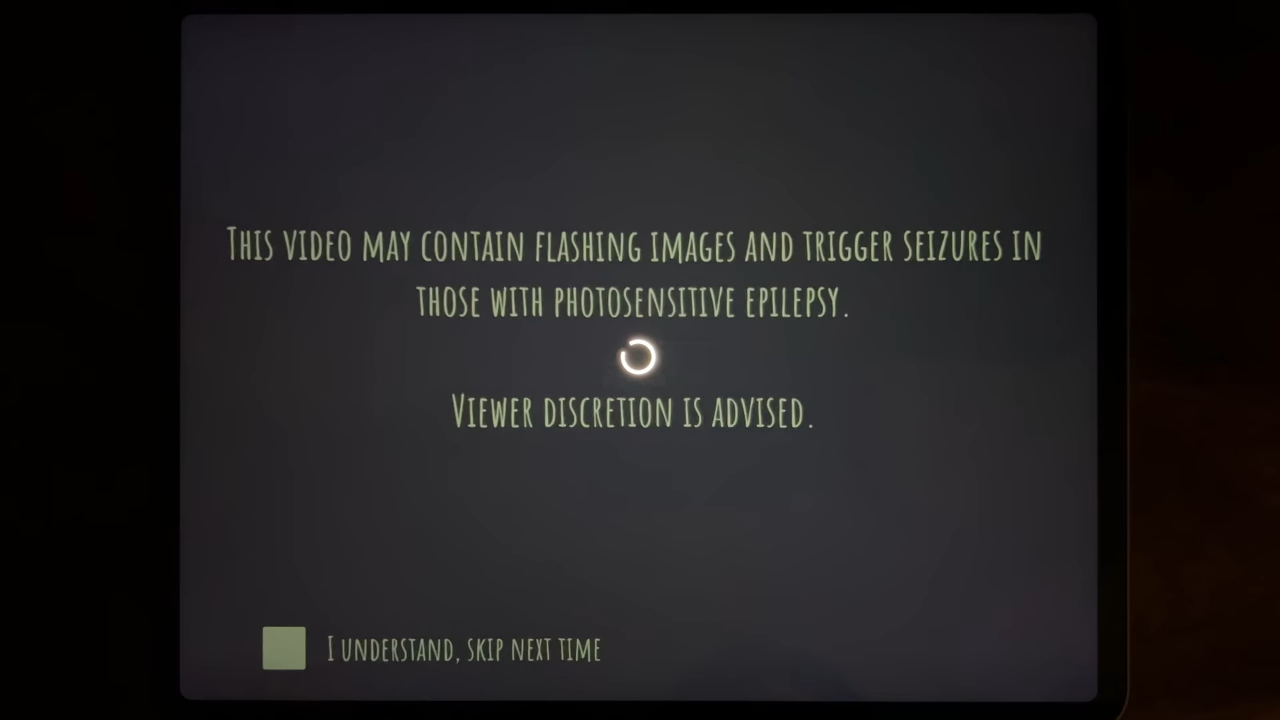 This video may contain flashing images and trigger seizures in
those with photosensitive epilepsy.
Viewer discretion is advised.
I understand, skip next time